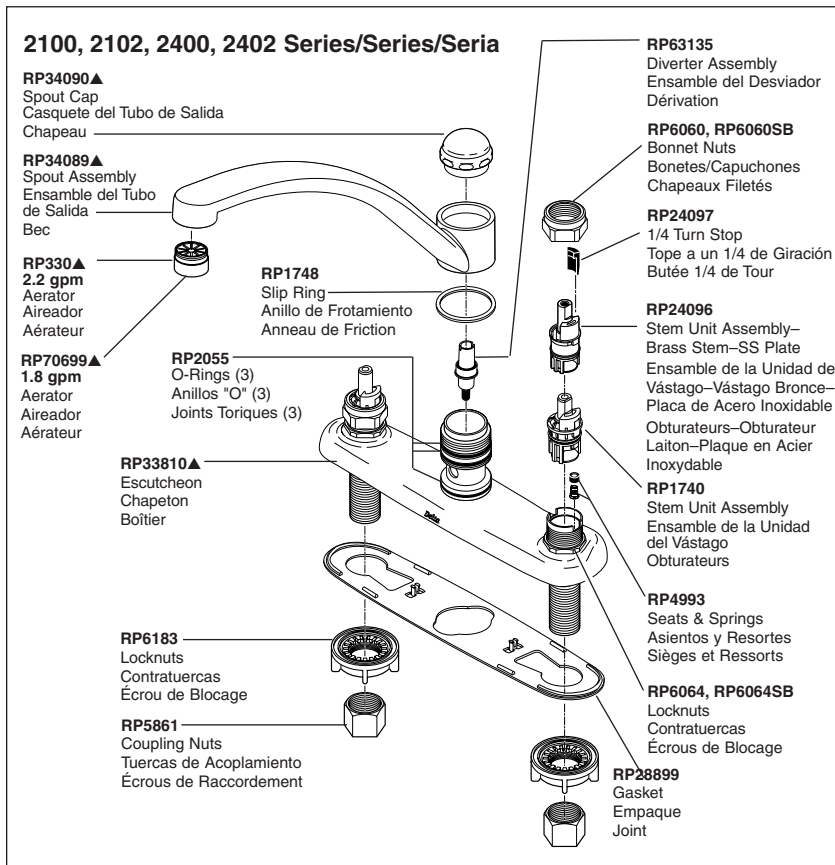 2100, 2102, 2400, 2402 Series/Series/Seria
RP34090▲
Spout Cap
Casquete del Tubo de Salida
Chapeau
RP34089▲
Spout Assembly
Ensamble del Tubo
de Salida
Bec
RP330▲
2.2 gpm
Aerator
Aireador
Aérateur
RP70699▲
1.8 gpm
Aerator
Aireador
Aérateur
RP1748
Slip Ring
Anillo de Frotamiento
Anneau de Friction
RP2055
O-Rings (3)
Anillos "O" (3)
Joints Toriques (3)
RP33810▲
Escutcheon
Chapeton
Boîtier
Delta
RP6183
Locknuts
Contratuercas
Écrou de Blocage
RP5861
Coupling Nuts
Tuercas de Acoplamiento
Écrous de Raccordement
RP63135
Diverter Assembly
Ensamble del Desviador
Dérivation
RP6060, RP6060SB
Bonnet Nuts
Bonetes/Capuchones
Chapeaux Filetés
RP24097
1/4 Turn Stop
Tope a un 1/4 de Giración
Butée 1/4 de Tour
RP24096
Stem Unit Assembly–
Brass Stem–SS Plate
Ensamble de la Unidad de
Vástago–Vástago Bronce–
Placa de Acero Inoxidable
Obturateurs–Obturateur
Laiton–Plaque en Acier
Inoxydable
RP1740
Stem Unit Assembly
Ensamble de la Unidad
del Vástago
Obturateurs
RP4993
Seats & Springs
Asientos y Resortes
Sièges et Ressorts
RP6064, RP6064SB
Locknuts
Contratuercas
Écrous de Blocage
RP28899
Gasket
Empaque
Joint